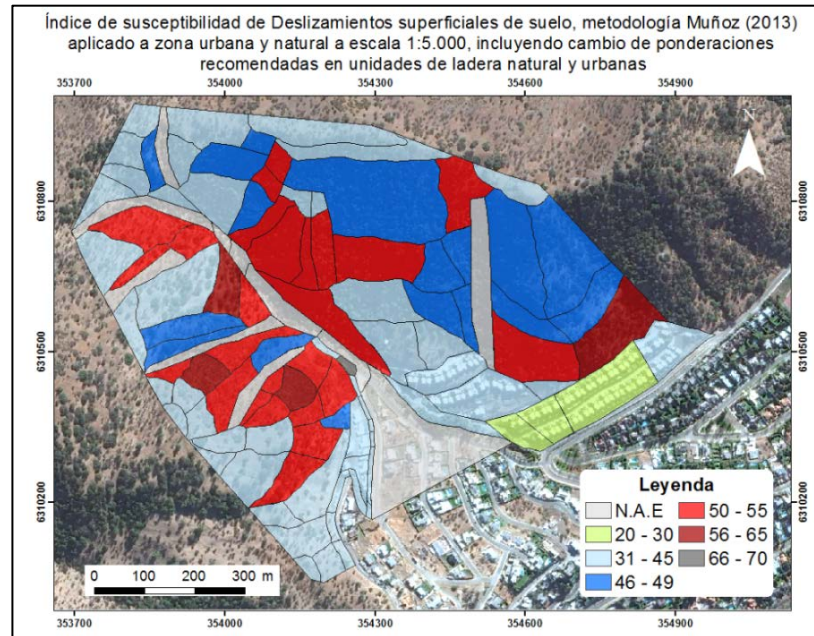 Índice de susceptibilidad de Deslizamientos superficiales de suelo, metodología Muñoz (2013)
aplicado a zona urbana y natural a escala 1:5.000, incluyendo cambio de ponderaciones
recomendadas en unidades de ladera natural y urbanas
353700 354000 354300 354600 354900
N
6310800 6310800
6310500 6310500
6310200 6310200
Leyenda
N.A.E 50 - 55
20 - 30 56 - 65
31 - 45 66 - 70
46 - 49
0 100 200 300 m
353700 354000 354300 354600 354900